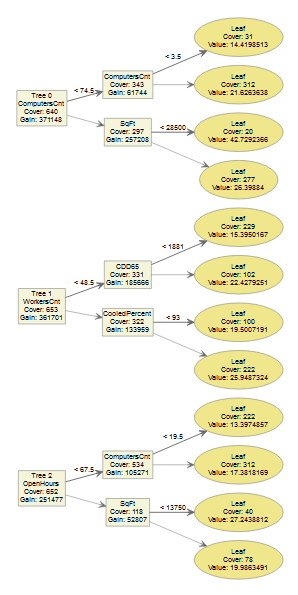 Leaf
Cover: 31
Value: 14.4198513
< 3.5
ComputersCnt
Cover: 343
Gain: 61744
Leaf
Cover: 312
Value: 21.6263638
< 74.5
Tree 0
ComputersCnt
Cover: 640
Gain: 371148
Leaf
Cover: 20
Value: 42.7292366
< 28500
SqFt
Cover: 297
Gain: 257208
Leaf
Cover: 277
Value: 26.39884
Leaf
Cover: 229
Value: 15.3950167
< 1881
CDD65
Cover: 331
Gain: 185666
Leaf
Cover: 102
Value: 22.4279251
< 48.5
Tree 1
WorkersCnt
Cover: 653
Gain: 361701
Leaf
Cover: 100
Value: 19.5007191
< 93
CooledPercent
Cover: 322
Gain: 133959
Leaf
Cover: 222
Value: 25.9487324
Leaf
Cover: 222
Value: 13.3974857
< 19.5
ComputersCnt
Cover: 534
Gain: 105271
Leaf
Cover: 312
Value: 17.3818169
< 67.5
Tree 2
OpenHours
Cover: 652
Gain: 251477
Leaf
Cover: 40
Value: 27.2438812
< 13750
SqFt
Cover: 118
Gain: 52807
Leaf
Cover: 78
Value: 19.9863491